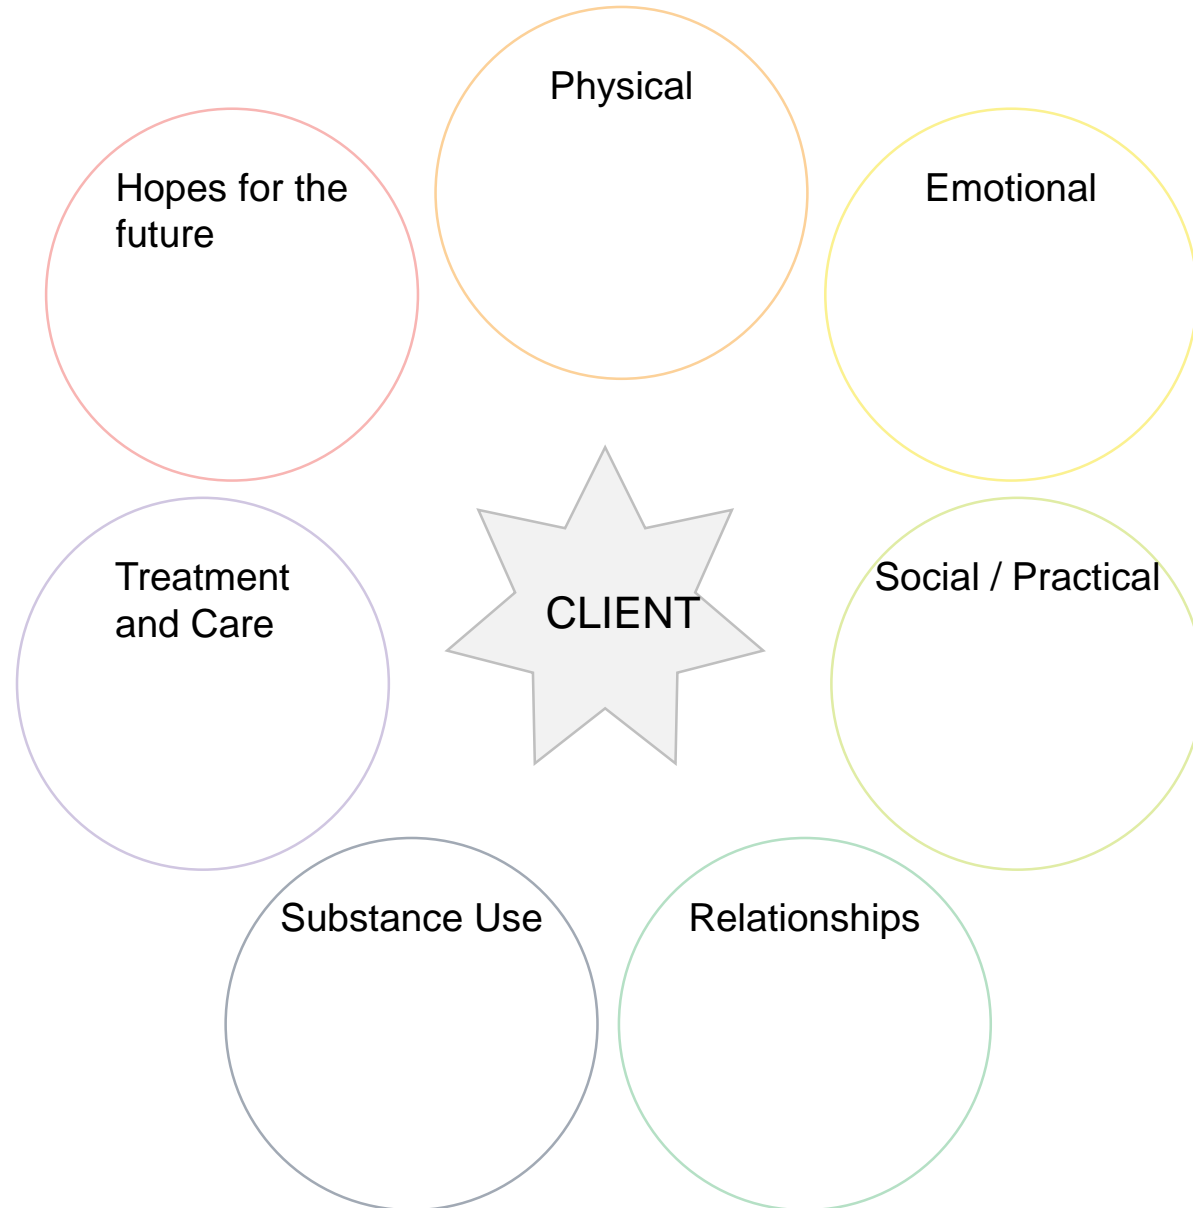 Physical
Hopes for the
future
Emotional
Treatment
and Care
CLIENT
Social / Practical
Substance Use
Relationships